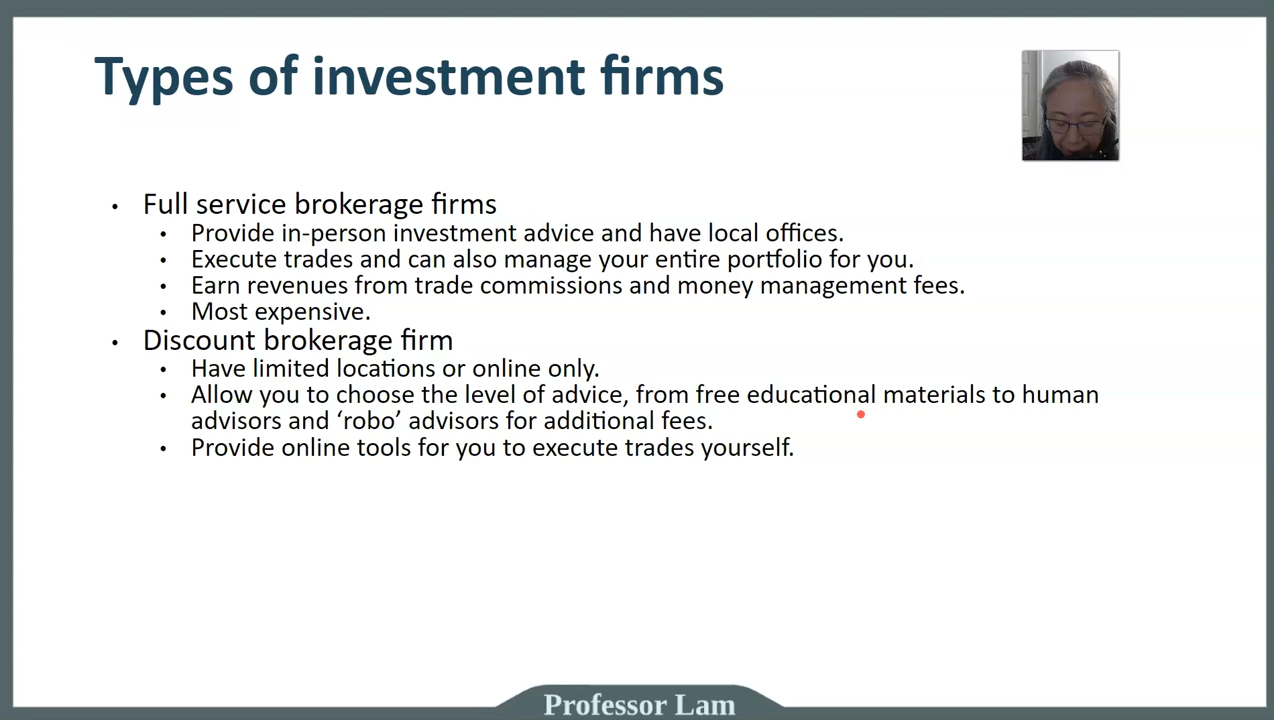 Types of investment firms
• Full service brokerage firms
• Provide in-person investment advice and have local offices.
• Execute trades and can also manage your entire portfolio for you.
• Earn revenues from trade commissions and money management fees.
• Most expensive.
• Discount brokerage firm
• Have limited locations or online only.
• Allow you to choose the level of advice, from free educational materials to human
advisors and ‘robo’ advisors for additional fees.
• Provide online tools for you to execute trades yourself.
Professor Lam